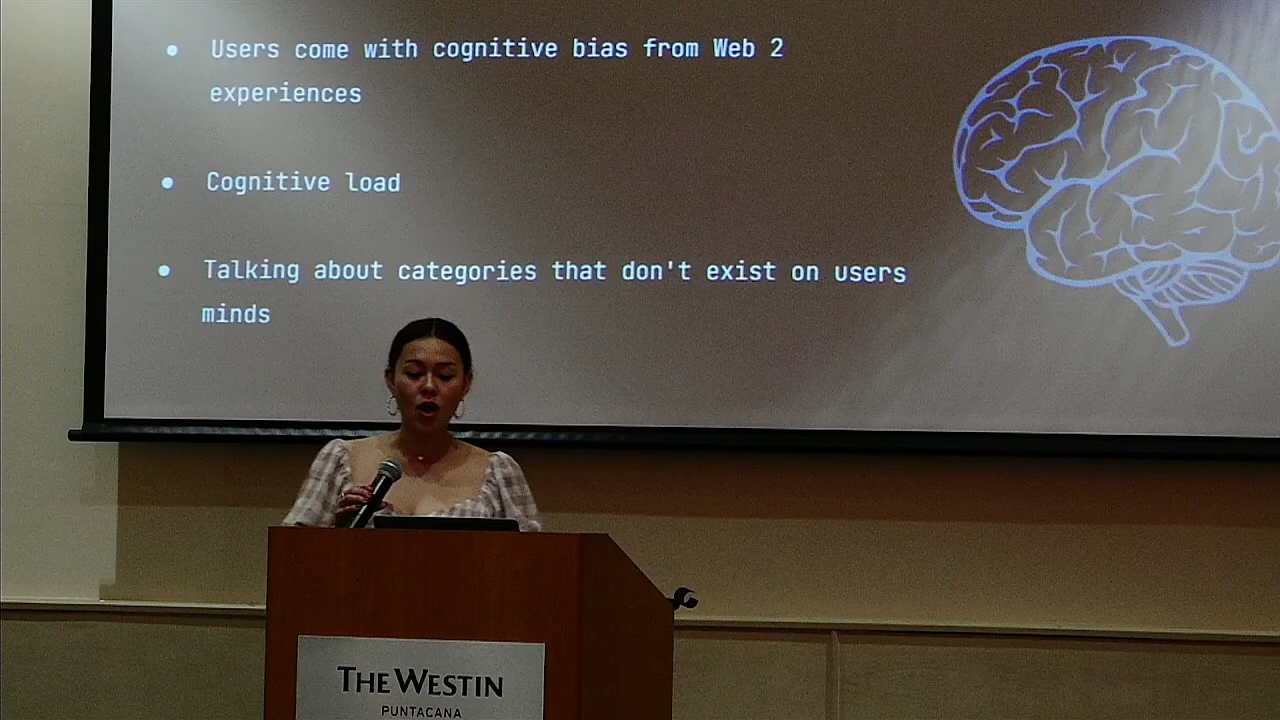 Users come with cognitive bias from Web 2
experiences
Cognitive load
Talking about categories that don't exist on users
minds
THE WESTIN
PUNTACANA